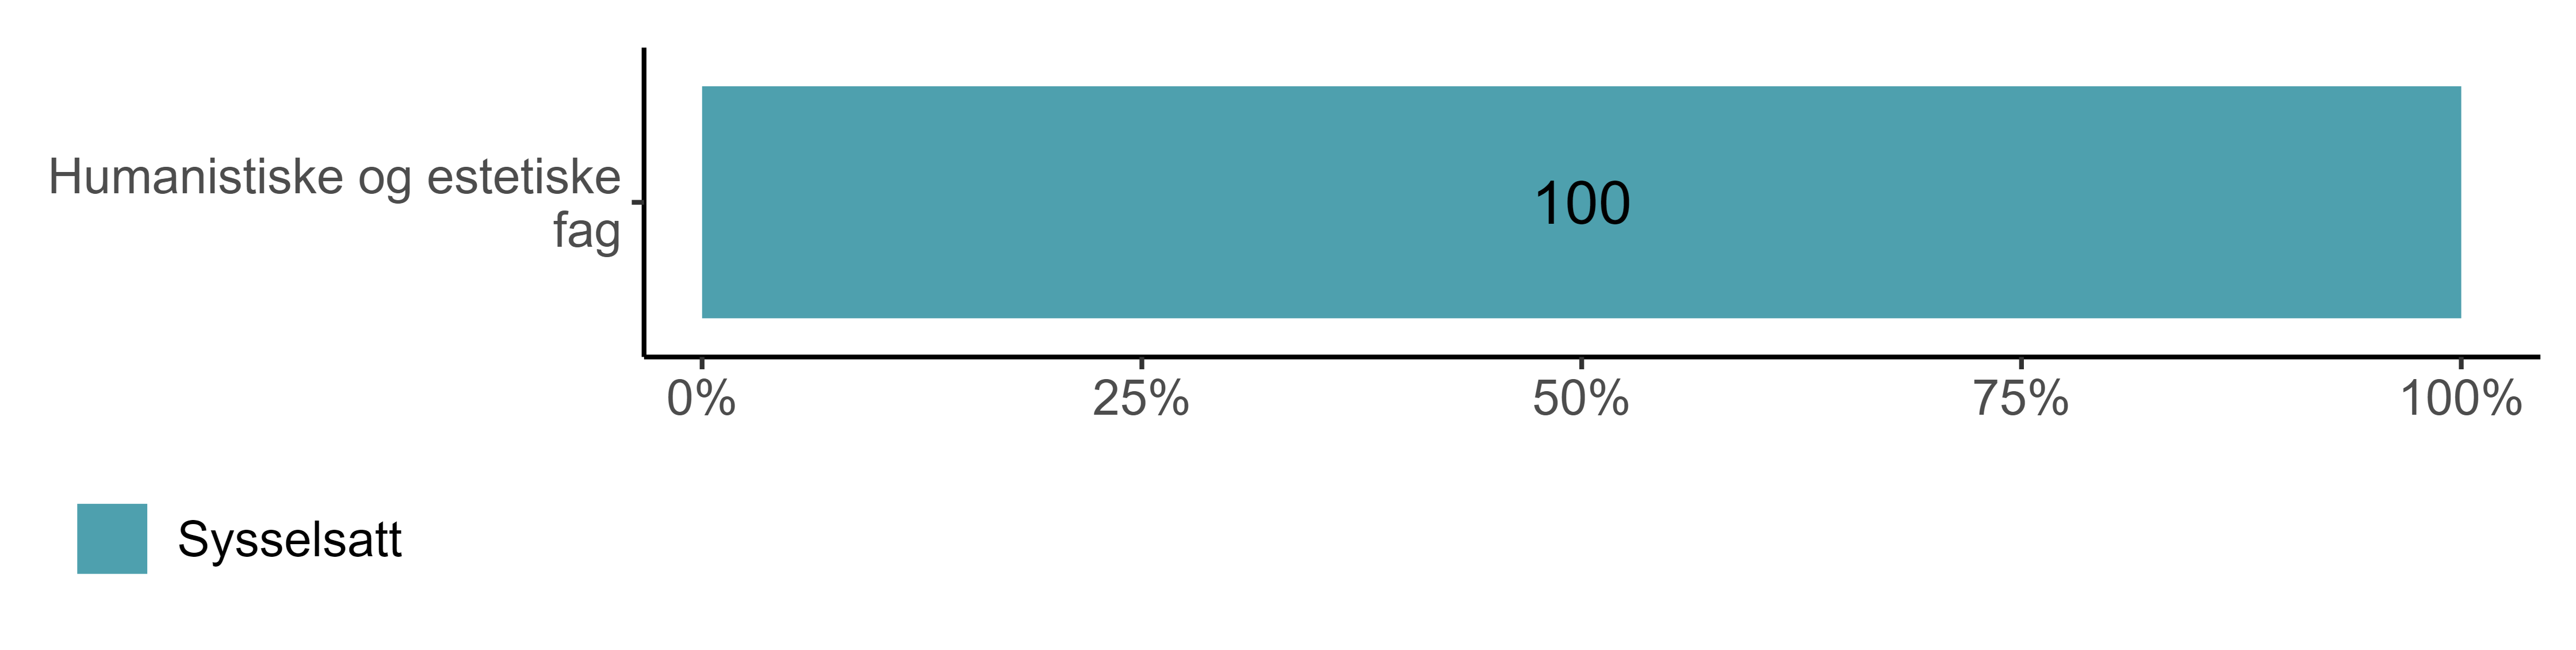 Humanistiske og estetiske
fag
100
0% 25% 50% 75% 100%
Sysselsatt